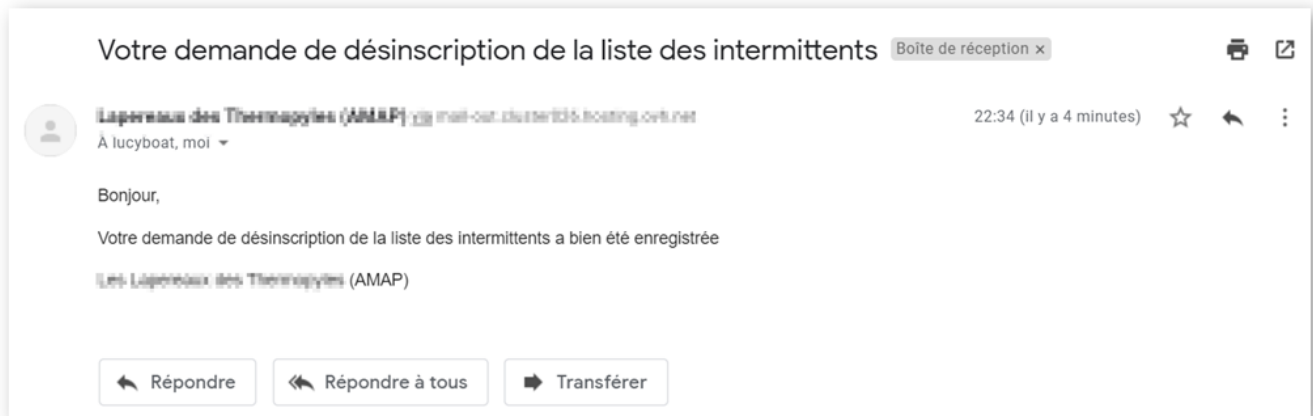 Votre demande de désinscription de la liste des intermittents Boîte de réception ×
22:34 (il y a 4 minutes)
À lucyboat, moi
Bonjour,
Votre demande de désinscription de la liste des intermittents a bien été enregistrée
(AMAP)
Répondre Répondre à tous Transférer